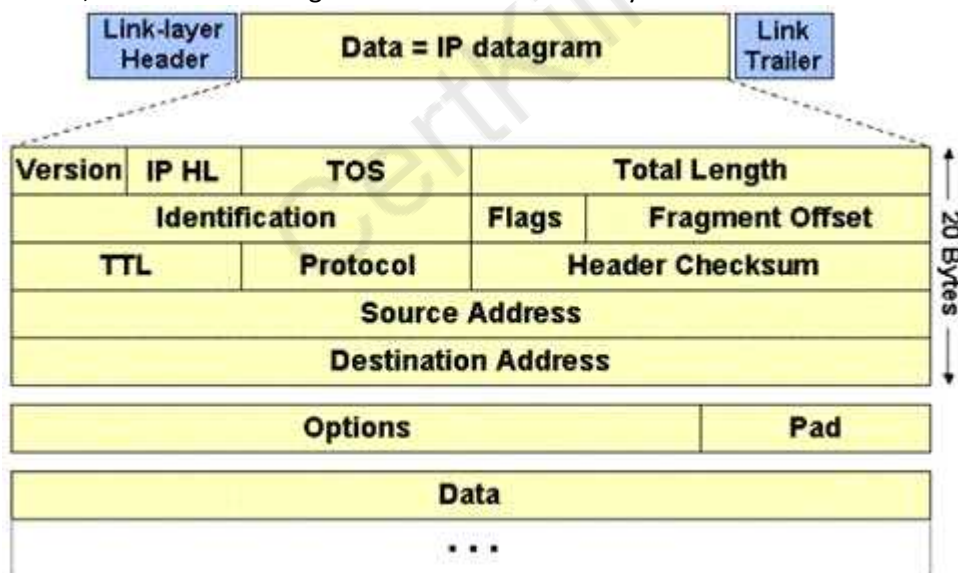 Link-layer Header
Data = IP datagram
Link Trailer
Version IP HL TOS Total Length
Identification Flags Fragment Offset
TTL Protocol Header Checksum
Source Address
Destination Address
20 Bytes
Options Pad
Data
...